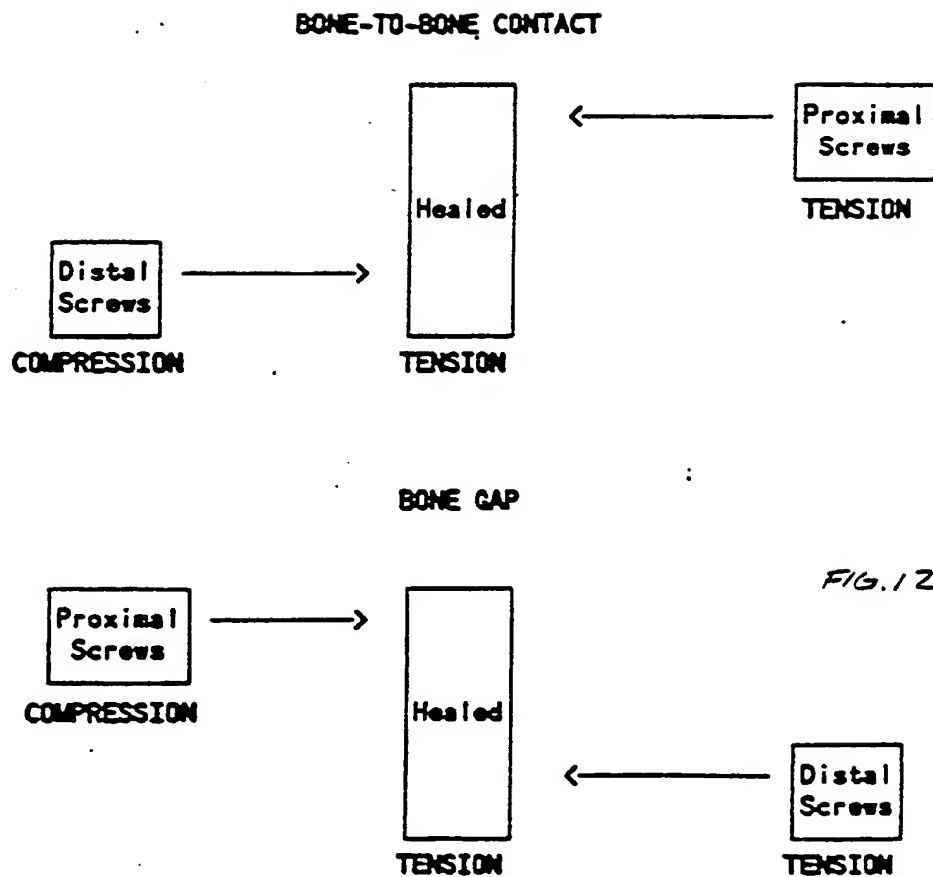 BONE-TO-BONE CONTACT
Proximal
Screws
TENSION
Healed
TENSION
Distal
Screws
COMPRESSION
BONE GAP
FIG. 12
Proximal
Screws
COMPRESSION
Healed
TENSION
Distal
Screws
TENSION